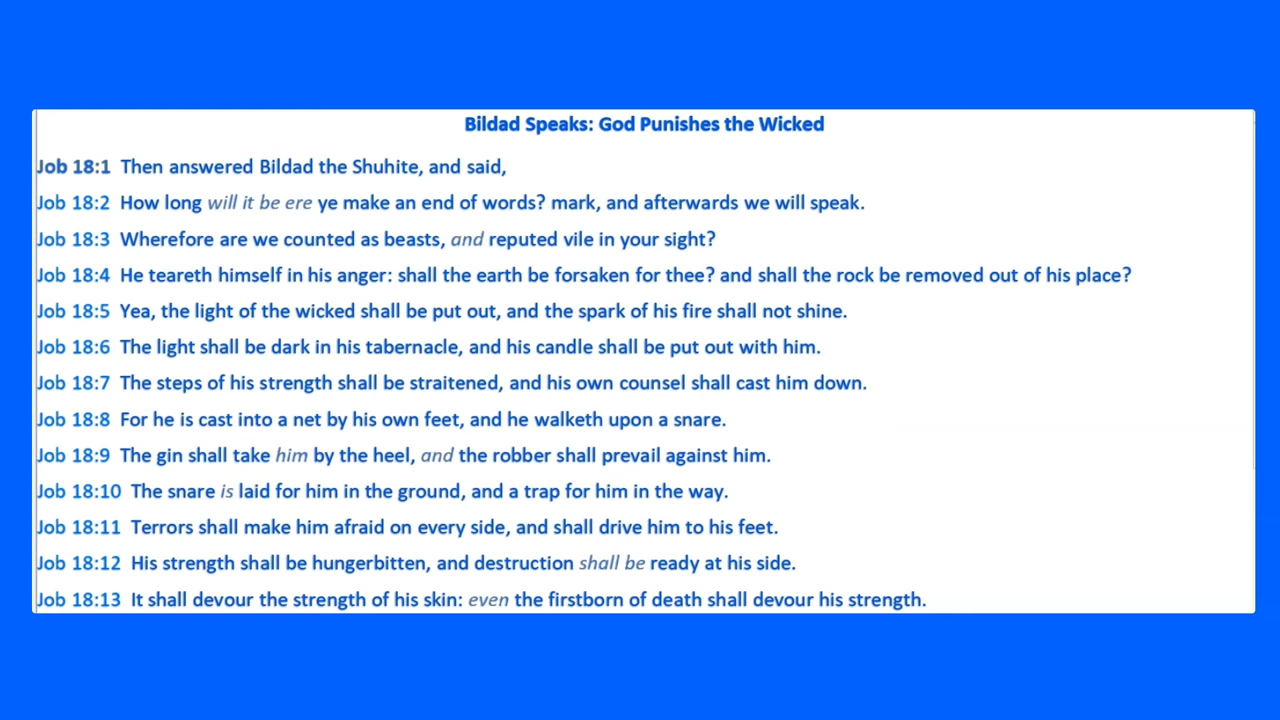 Bildad Speaks: God Punishes the Wicked
Job 18:1 Then answered Bildad the Shuhite, and said,
Job 18:2 How long will it be ere ye make an end of words? mark, and afterwards we will speak.
Job 18:3 Wherefore are we counted as beasts, and reputed vile in your sight?
Job 18:4 He teareth himself in his anger: shall the earth be forsaken for thee? and shall the rock be removed out of his place?
Job 18:5 Yea, the light of the wicked shall be put out, and the spark of his fire shall not shine.
Job 18:6 The light shall be dark in his tabernacle, and his candle shall be put out with him.
Job 18:7 The steps of his strength shall be straitened, and his own counsel shall cast him down.
Job 18:8 For he is cast into a net by his own feet, and he walketh upon a snare.
Job 18:9 The gin shall take him by the heel, and the robber shall prevail against him.
Job 18:10 The snare is laid for him in the ground, and a trap for him in the way.
Job 18:11 Terrors shall make him afraid on every side, and shall drive him to his feet.
Job 18:12 His strength shall be hungerbitten, and destruction shall be ready at his side.
Job 18:13 It shall devour the strength of his skin: even the firstborn of death shall devour his strength.